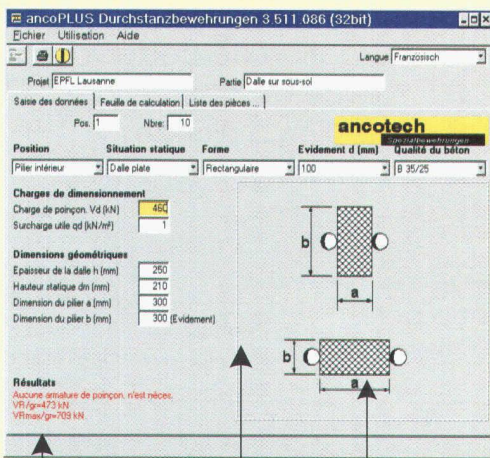 ancoPLUS Durchstanzbewehrungen 3.511.086 (32bit)
Fichier Utilisation Aide
Langue Französisch
Projet EPFL Lausanne Partie Dalle sur sous-sol
Saisie des données Feuille de calculation Liste des pièces ...
Pos. 1 Nbre: 10
ancotech
Spezialbewehrungen
Position Situation statique Forme Evidement d (mm) Qualité du béton
Pilier intérieur Dalle plate Rectangulaire 100 B 35/25
Charges de dimensionnement
Charge de poinçon. Vd (kN) 460
Surcharge utile qd (kN/m²) 1
Dimensions géométriques
Epaisseur de la dalle h (mm) 250
Hauteur statique dm (mm) 210
Dimension du pilier a (mm) 300
Dimension du pilier b (mm) 300 (Evidement)
b
a
b
a
Résultats
Aucune armature de poinçon. n'est néces.
VR/gr=473 kN
VRmax/gr=709 kN